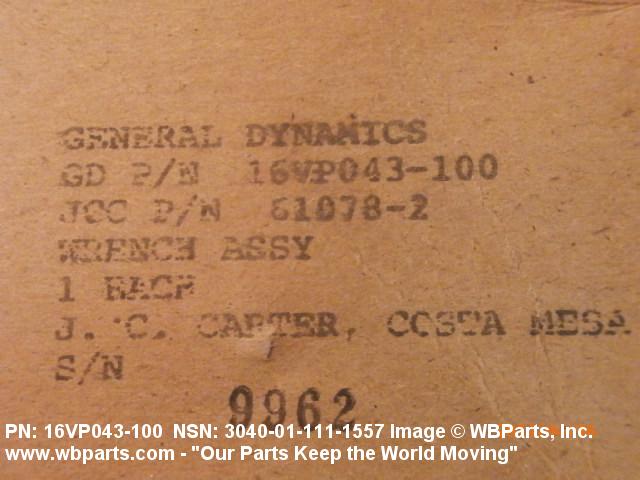 GENERAL DYNAMICS
GD P/N 16VP043-100
JCC P/N 61078-2
WRENCH ASSY
1 EACH
J. C. CARTER, COSTA MESA
S/N
9962
PN: 16VP043-100 NSN: 3040-01-111-1557 Image © WBParts, Inc.
www.wbparts.com - "Our Parts Keep the World Moving"